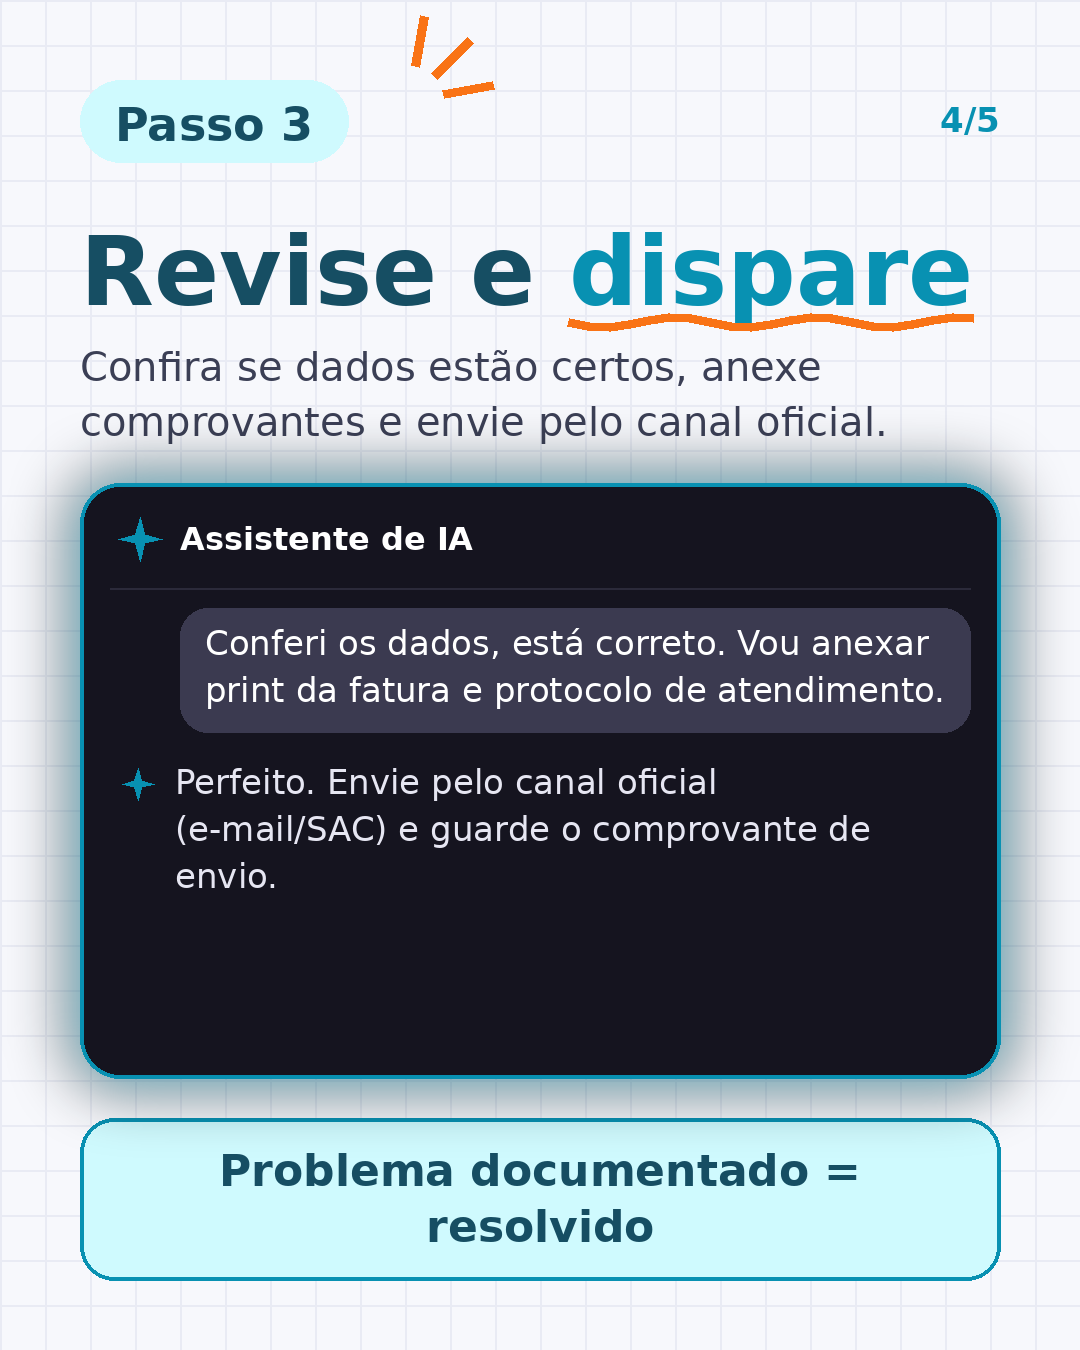 Passo 3
4/5
Revise e dispare
Confira se dados estão certos, anexe
comprovantes e envie pelo canal oficial.
Assistente de IA
Conferi os dados, está correto. Vou anexar
print da fatura e protocolo de atendimento.
Perfeito. Envie pelo canal oficial
(e-mail/SAC) e guarde o comprovante de
envio.
Problema documentado =
resolvido